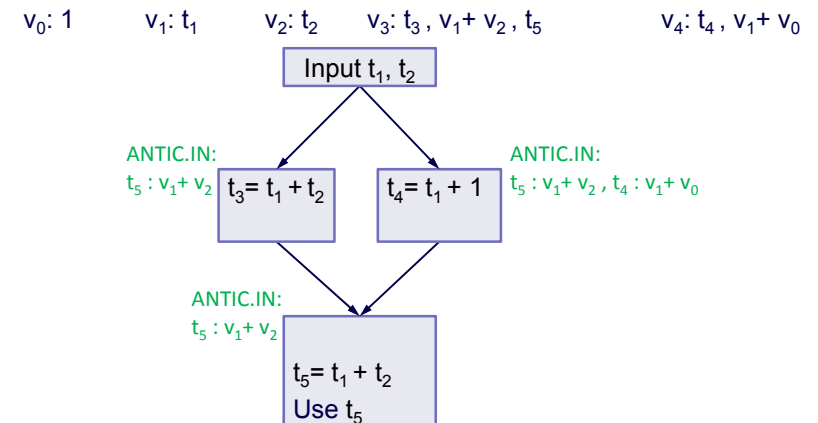 v₀: 1 v₁: t₁ v₂: t₂ v₃: t₃ , v₁+ v₂ , t₅ v₄: t₄ , v₁+ v₀
Input t₁, t₂
ANTIC.IN:
t₅ : v₁+ v₂
t₃= t₁ + t₂
t₄= t₁ + 1
ANTIC.IN:
t₅ : v₁+ v₂ , t₄ : v₁+ v₀
ANTIC.IN:
t₅ : v₁+ v₂
t₅= t₁ + t₂
Use t₅